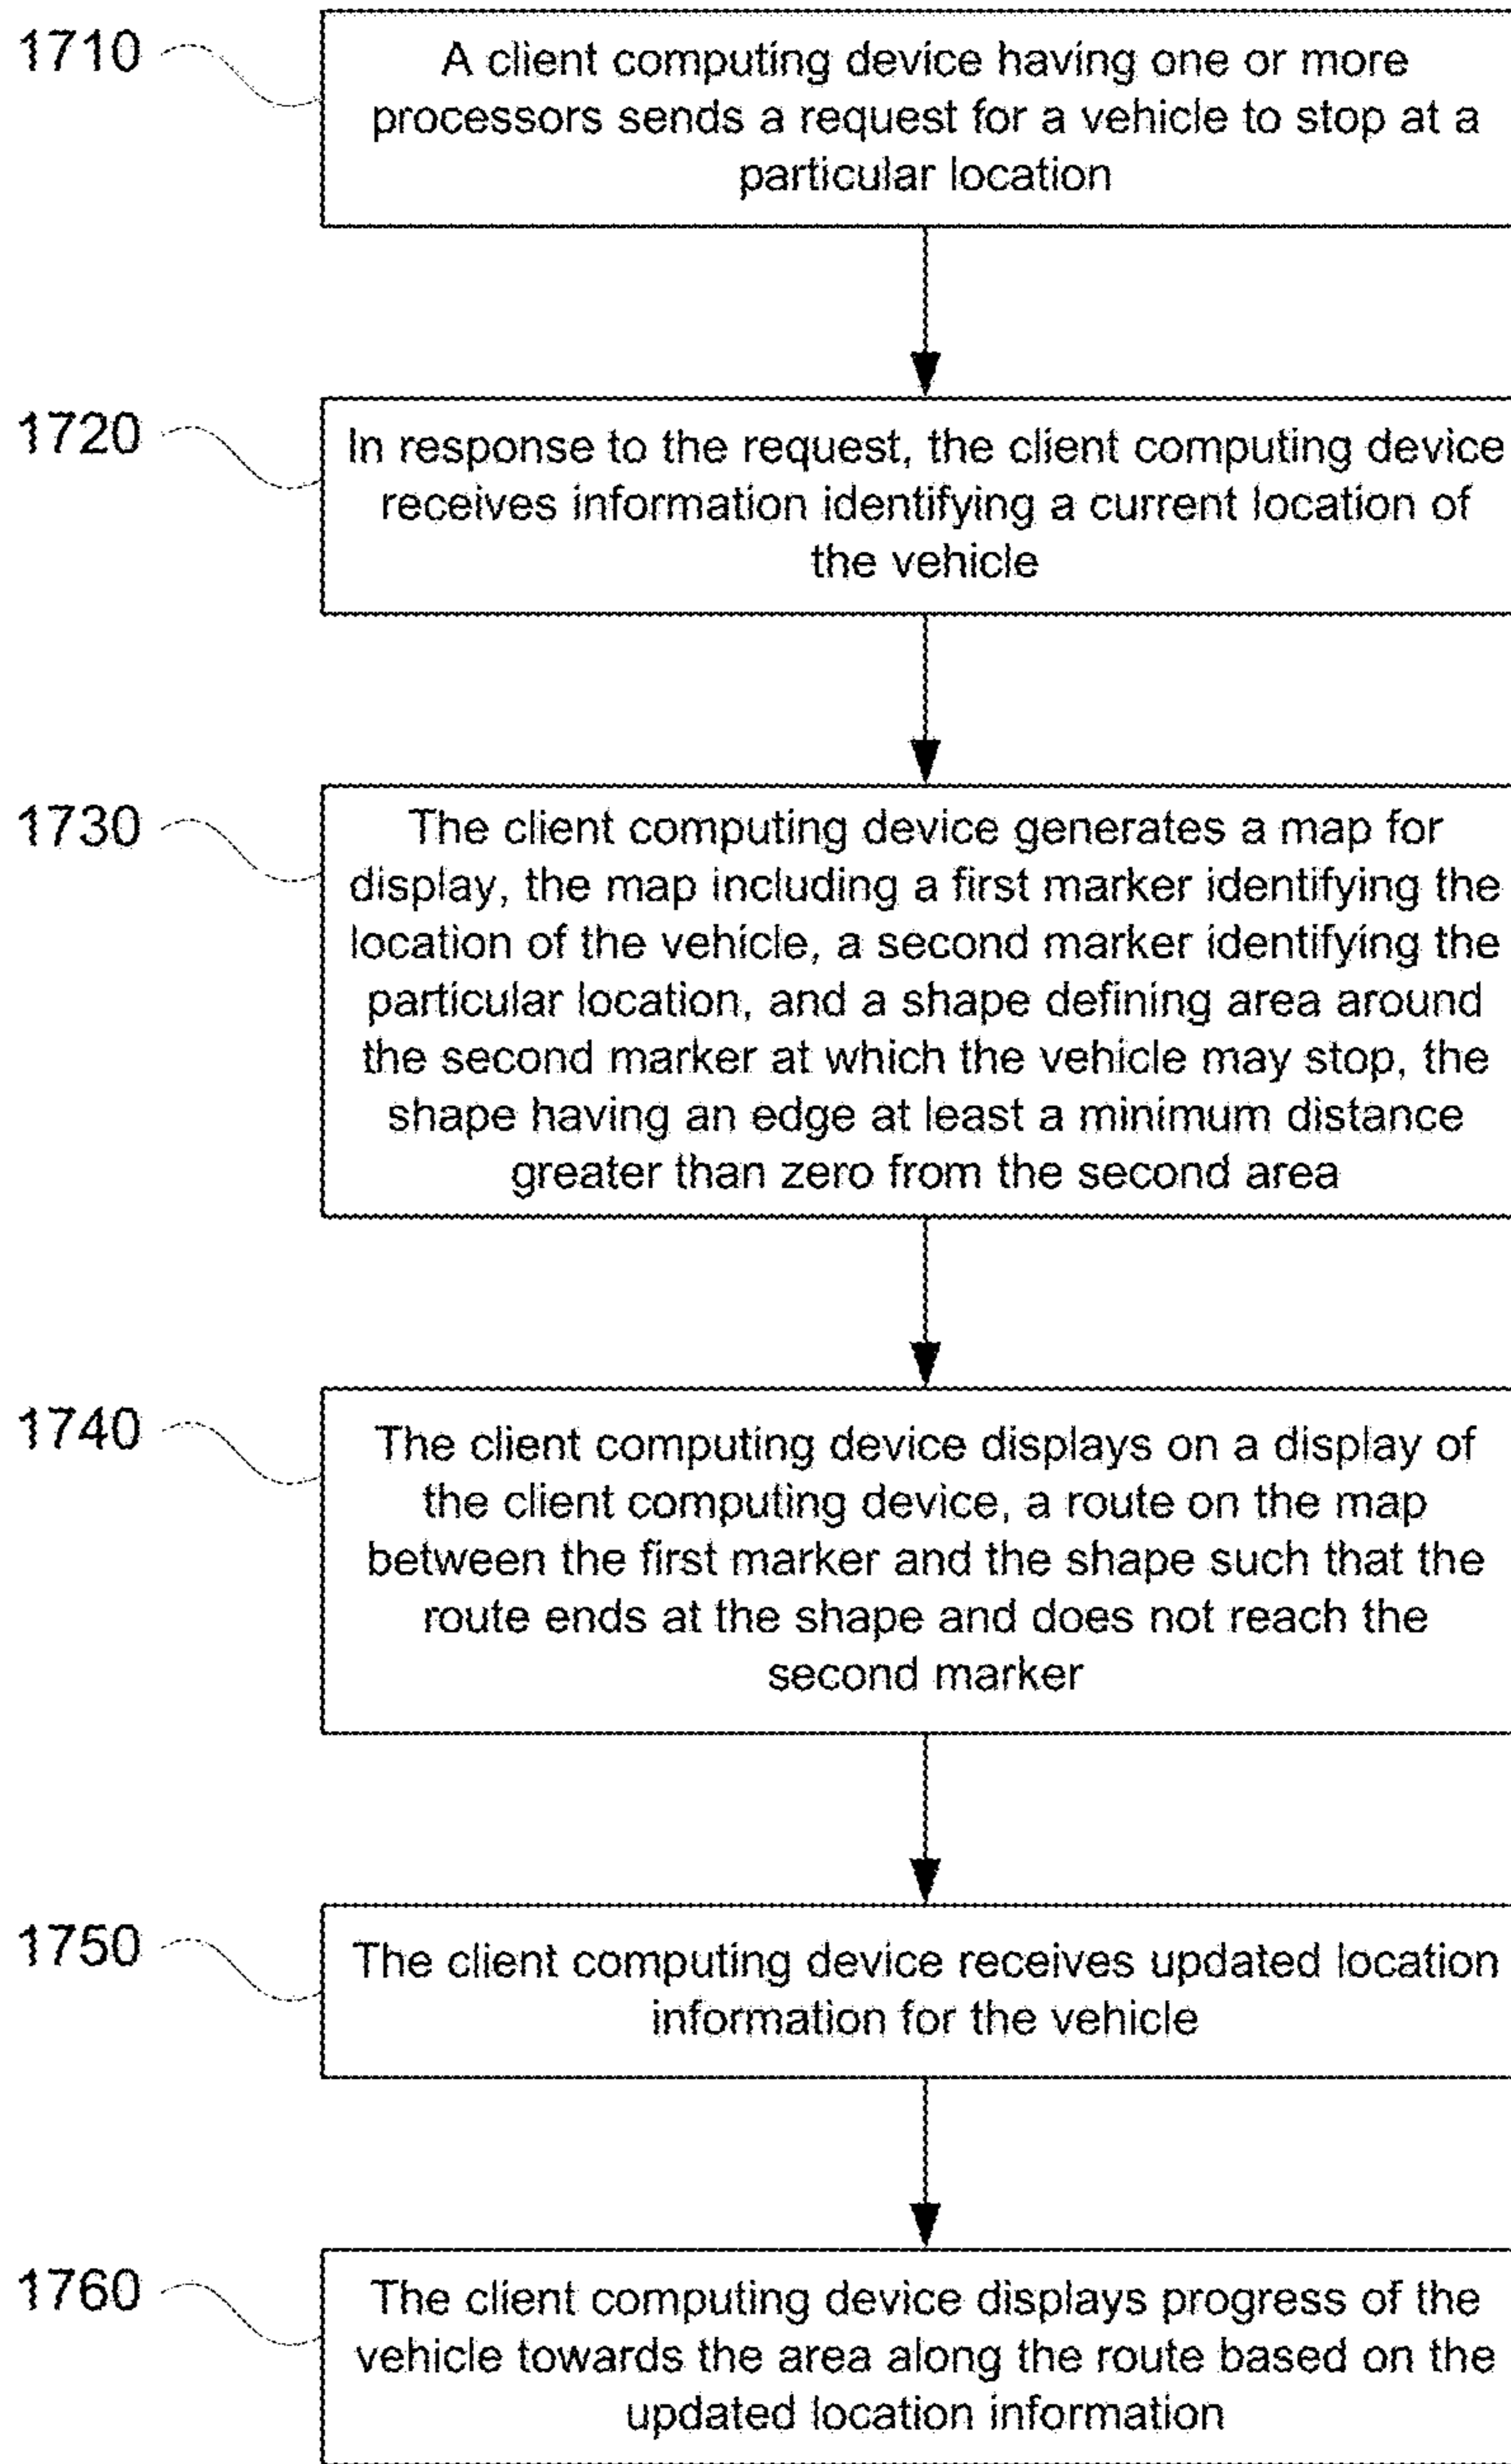 1710
A client computing device having one or more
processors sends a request for a vehicle to stop at a
particular location
1720
In response to the request, the client computing device
receives information identifying a current location of
the vehicle
1730
The client computing device generates a map for
display, the map including a first marker identifying the
location of the vehicle, a second marker identifying the
particular location, and a shape defining area around
the second marker at which the vehicle may stop, the
shape having an edge at least a minimum distance
greater than zero from the second area
1740
The client computing device displays on a display of
the client computing device, a route on the map
between the first marker and the shape such that the
route ends at the shape and does not reach the
second marker
1750
The client computing device receives updated location
information for the vehicle
1760
The client computing device displays progress of the
vehicle towards the area along the route based on the
updated location information